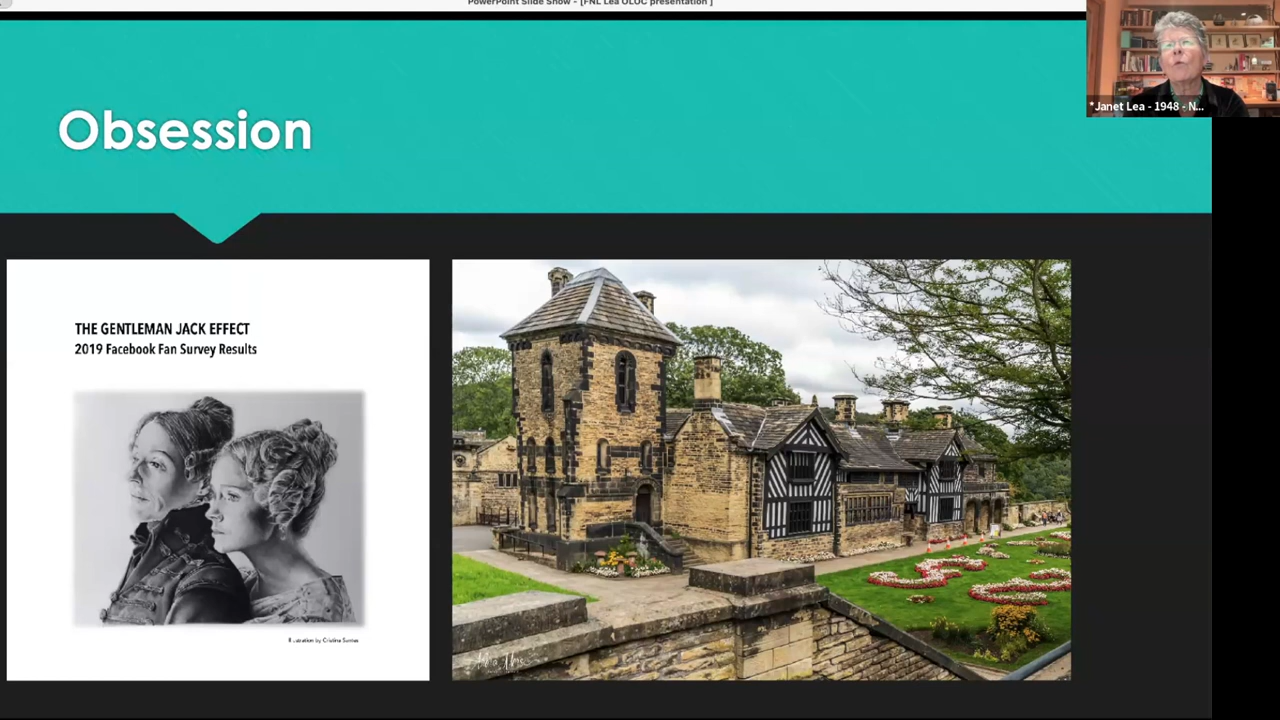 PowerPoint Slide Show - [FNL Lea OLOC presentation ]
*Janet Lea - 1948 - N...
Obsession
THE GENTLEMAN JACK EFFECT
2019 Facebook Fan Survey Results
Illustration by Cristina Santos